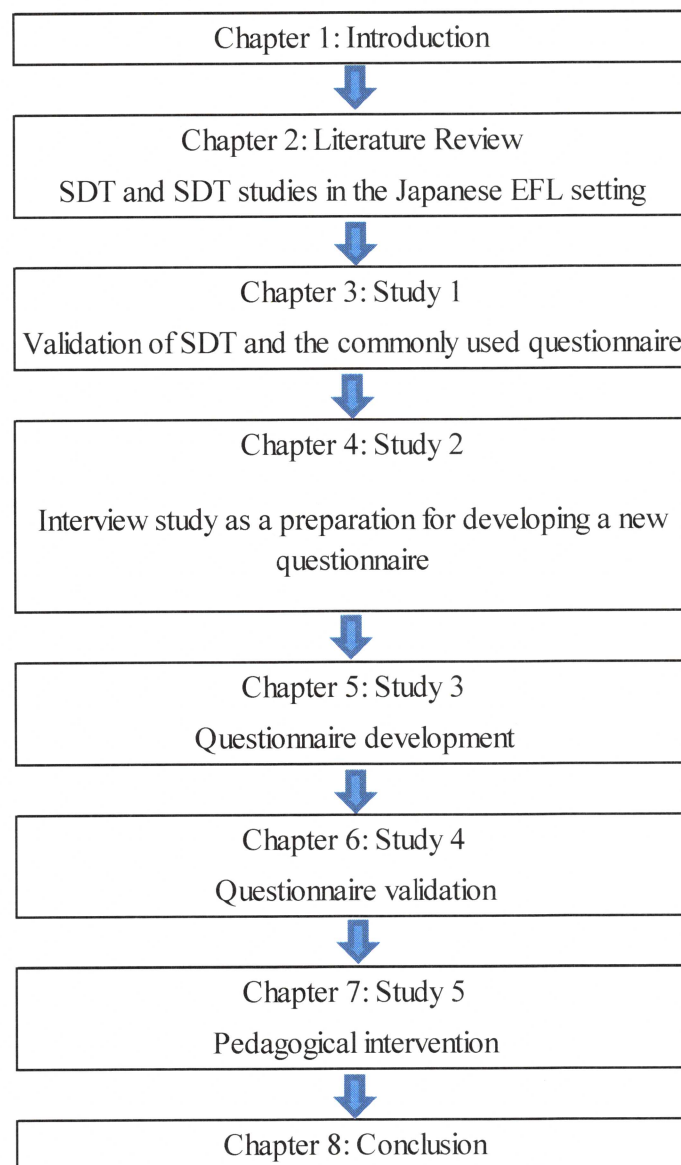 Chapter 1: Introduction
Chapter 2: Literature Review
SDT and SDT studies in the Japanese EFL setting
Chapter 3: Study 1
Validation of SDT and the commonly used questionnaire
Chapter 4: Study 2
Interview study as a preparation for developing a new
questionnaire
Chapter 5: Study 3
Questionnaire development
Chapter 6: Study 4
Questionnaire validation
Chapter 7: Study 5
Pedagogical intervention
Chapter 8: Conclusion